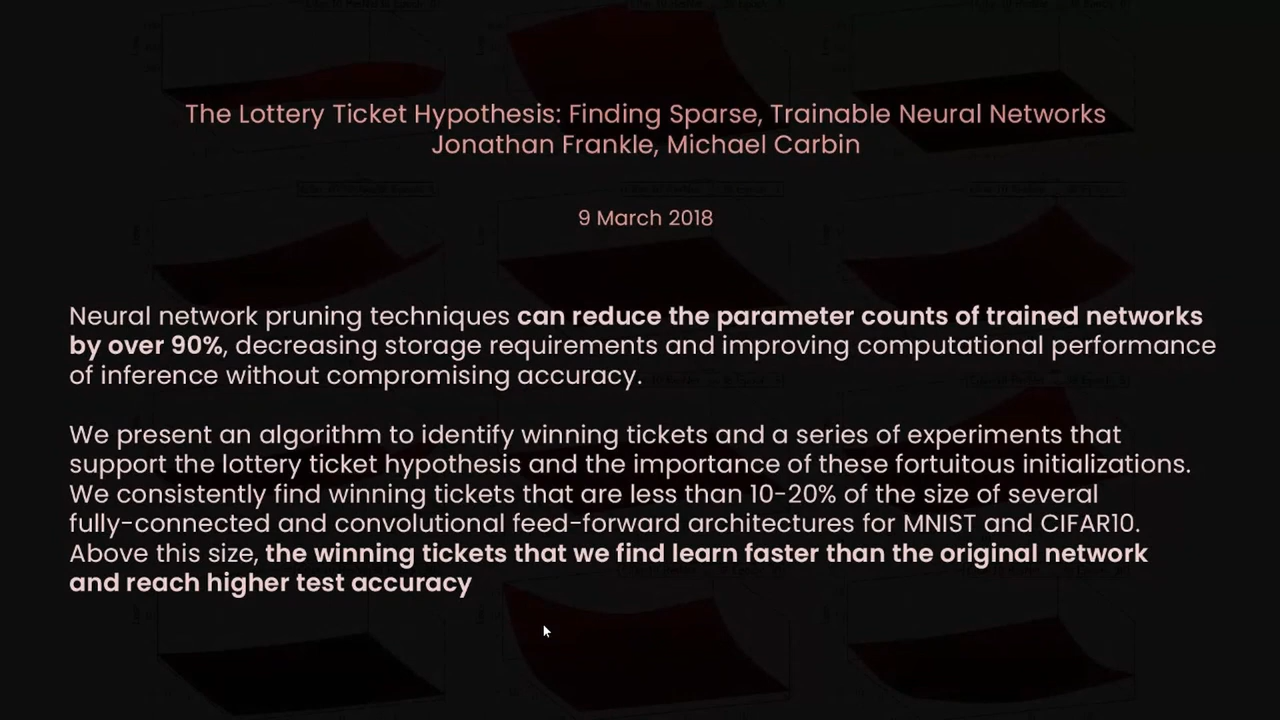 The Lottery Ticket Hypothesis: Finding Sparse, Trainable Neural Networks
Jonathan Frankle, Michael Carbin
9 March 2018
Neural network pruning techniques can reduce the parameter counts of trained networks
by over 90%, decreasing storage requirements and improving computational performance
of inference without compromising accuracy.
We present an algorithm to identify winning tickets and a series of experiments that
support the lottery ticket hypothesis and the importance of these fortuitous initializations.
We consistently find winning tickets that are less than 10-20% of the size of several
fully-connected and convolutional feed-forward architectures for MNIST and CIFAR10.
Above this size, the winning tickets that we find learn faster than the original network
and reach higher test accuracy